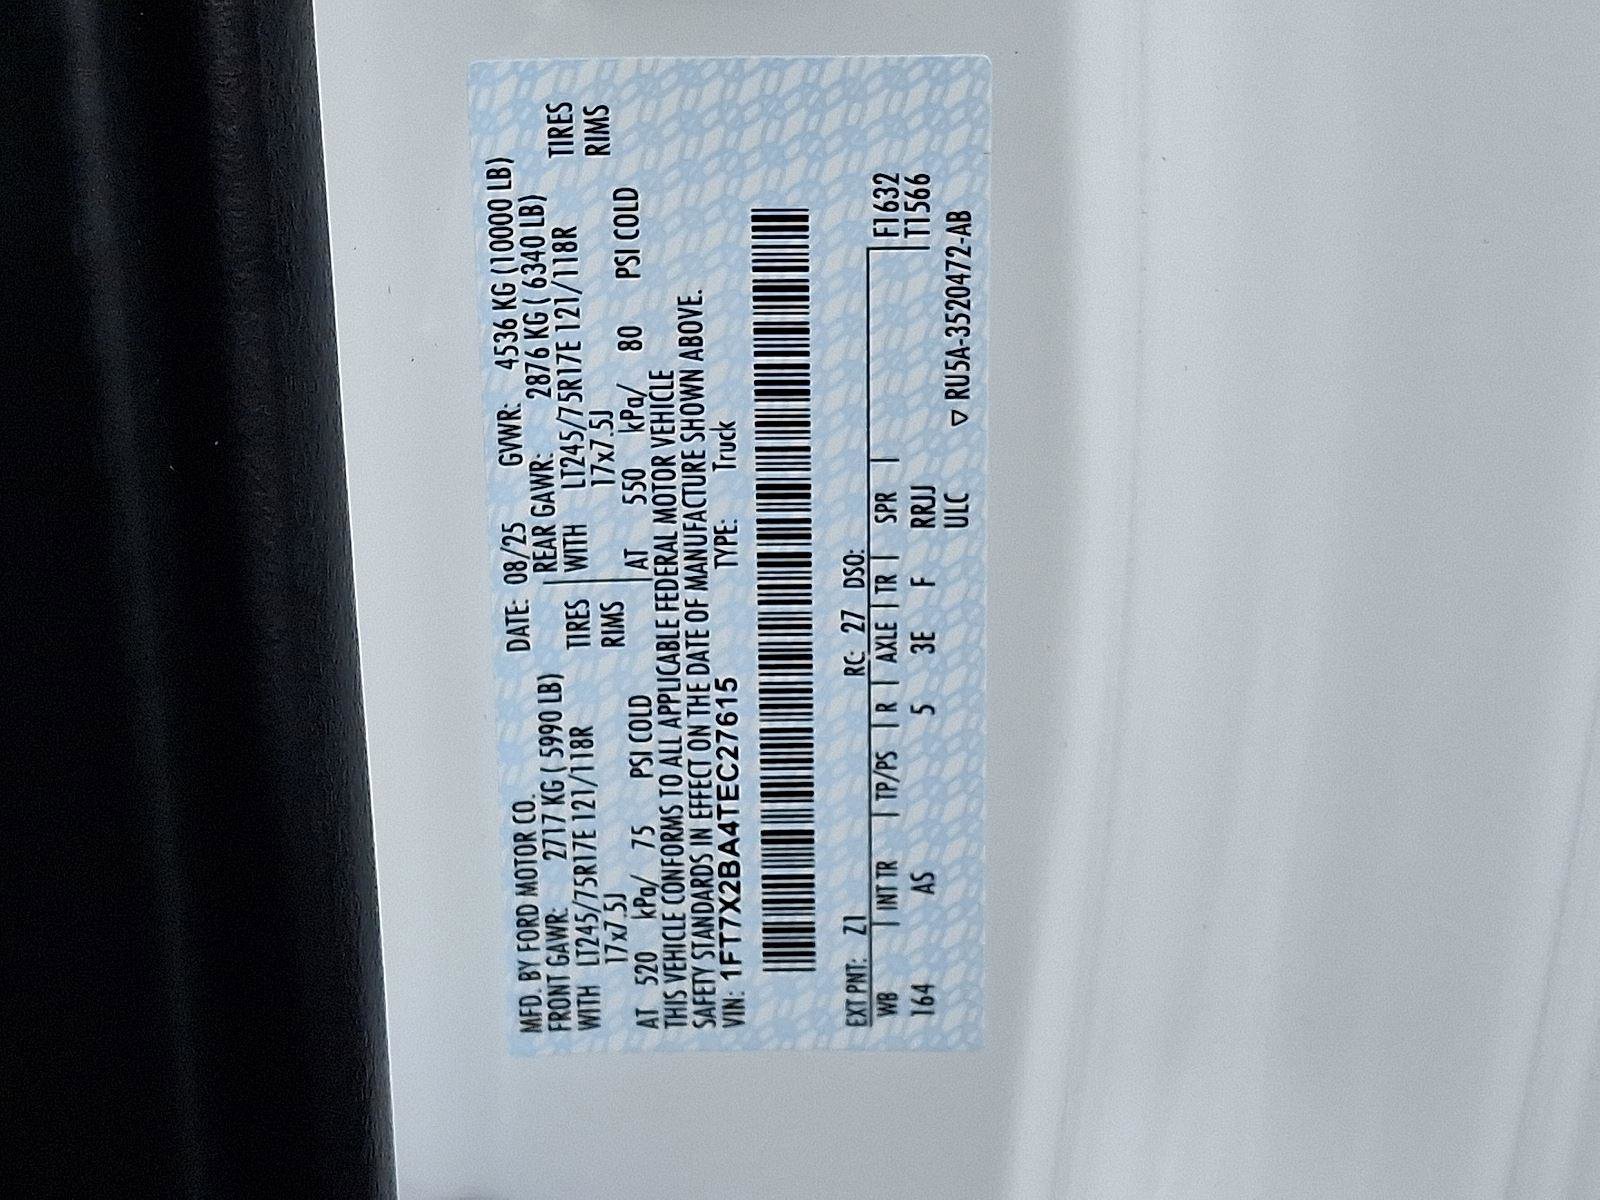 MFD. BY FORD MOTOR CO. DATE: 08/25 GVWR: 4536 KG (10000 LB)
FRONT GAWR: 2717 KG ( 5990 LB) REAR GAWR: 2876 KG ( 6340 LB)
WITH LT245/75R17E 121/118R TIRES WITH LT245/75R17E 121/118R TIRES
17x7.5J RIMS 17x7.5J RIMS
AT 520 kPa/ 75 PSI COLD AT 550 kPa/ 80 PSI COLD
THIS VEHICLE CONFORMS TO ALL APPLICABLE FEDERAL MOTOR VEHICLE
SAFETY STANDARDS IN EFFECT ON THE DATE OF MANUFACTURE SHOWN ABOVE.
VIN: 1FT7X2BA4TEC27615 TYPE: Truck
EXT PNT: Z1 RC: 27 DSO:
WB | INT TR | TP/PS | R | AXLE | TR | SPR | F1632
164 AS 5 3E F RRJJ T1566
ULC ▽ RU5A-3520472-AB